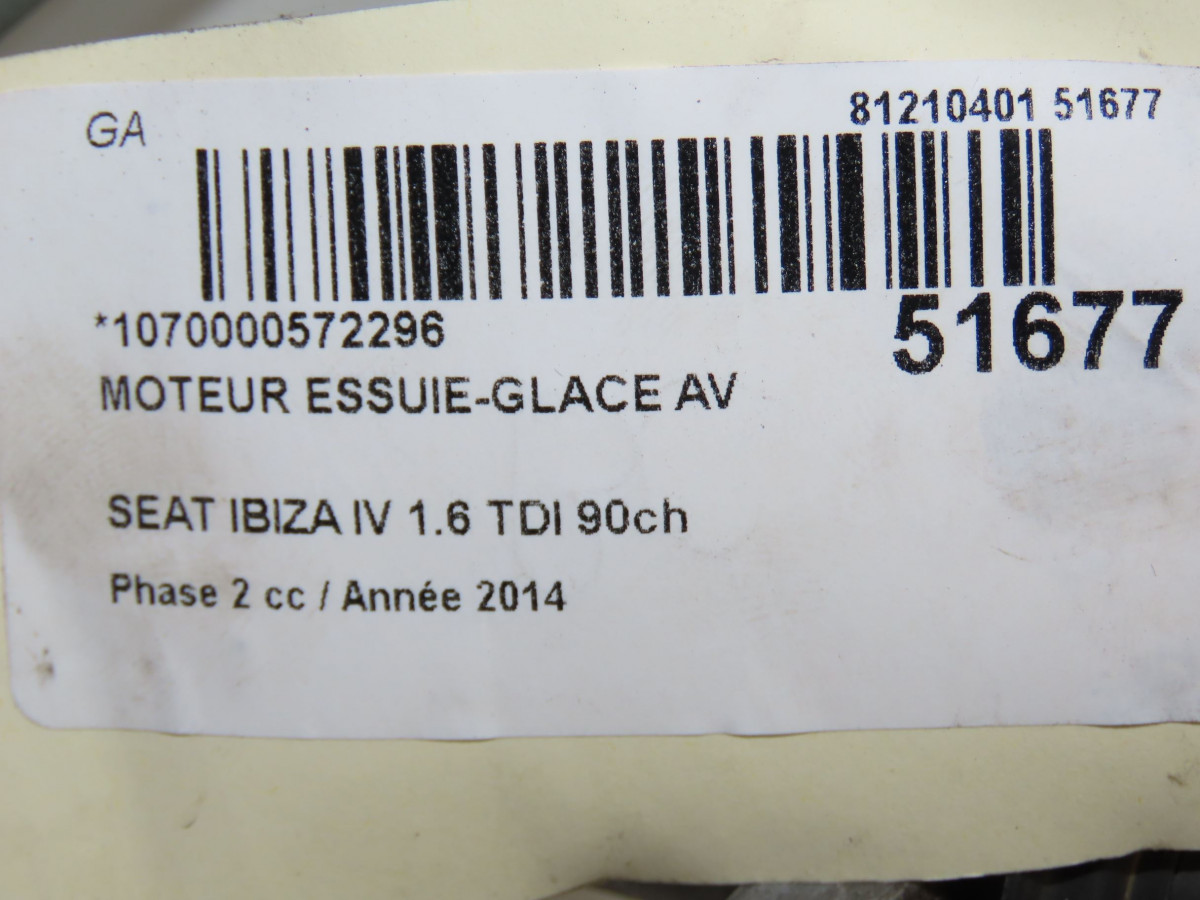 GA
81210401 51677
*1070000572296
51677
MOTEUR ESSUIE-GLACE AV
SEAT IBIZA IV 1.6 TDI 90ch
Phase 2 cc / Année 2014